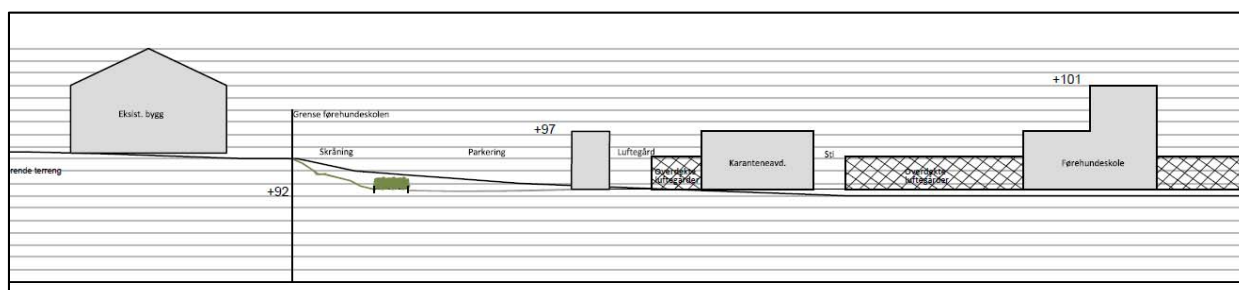 +101
Eksist. bygg
Grense førehundeskolen
+97
Skråning
Parkering
Luftegård
Karanteneavd.
Sti
Førehundeskole
rende terreng
Overdekte
luftegårder
Overdekte
luftegårder
+92